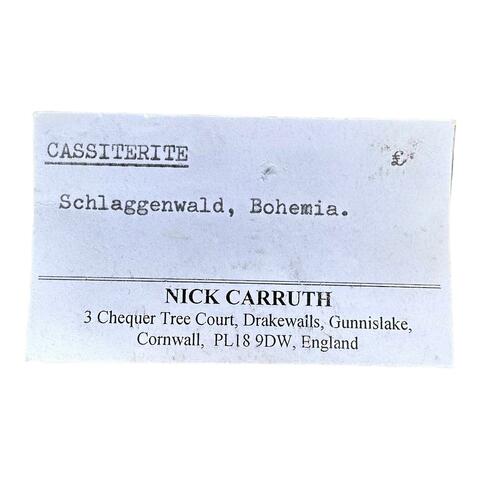 CASSITERITE £
Schlaggenwald, Bohemia.
NICK CARRUTH
3 Chequer Tree Court, Drakewalls, Gunnislake,
Cornwall, PL18 9DW, England